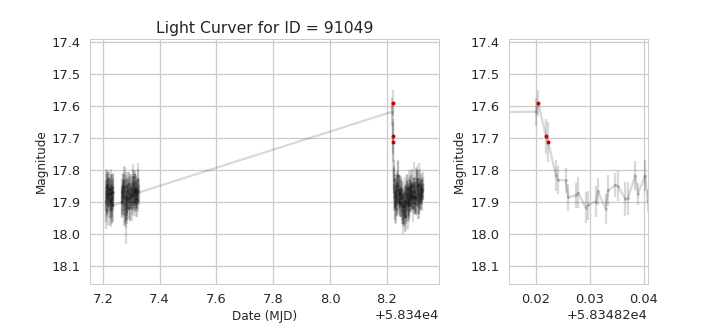 Light Curver for ID = 91049
Magnitude
17.4
17.5
17.6
17.7
17.8
17.9
18.0
18.1
7.2 7.4 7.6 7.8 8.0 8.2
Date (MJD)
+5.834e4
Magnitude
17.4
17.5
17.6
17.7
17.8
17.9
18.0
18.1
0.02 0.03 0.04
+5.83482e4